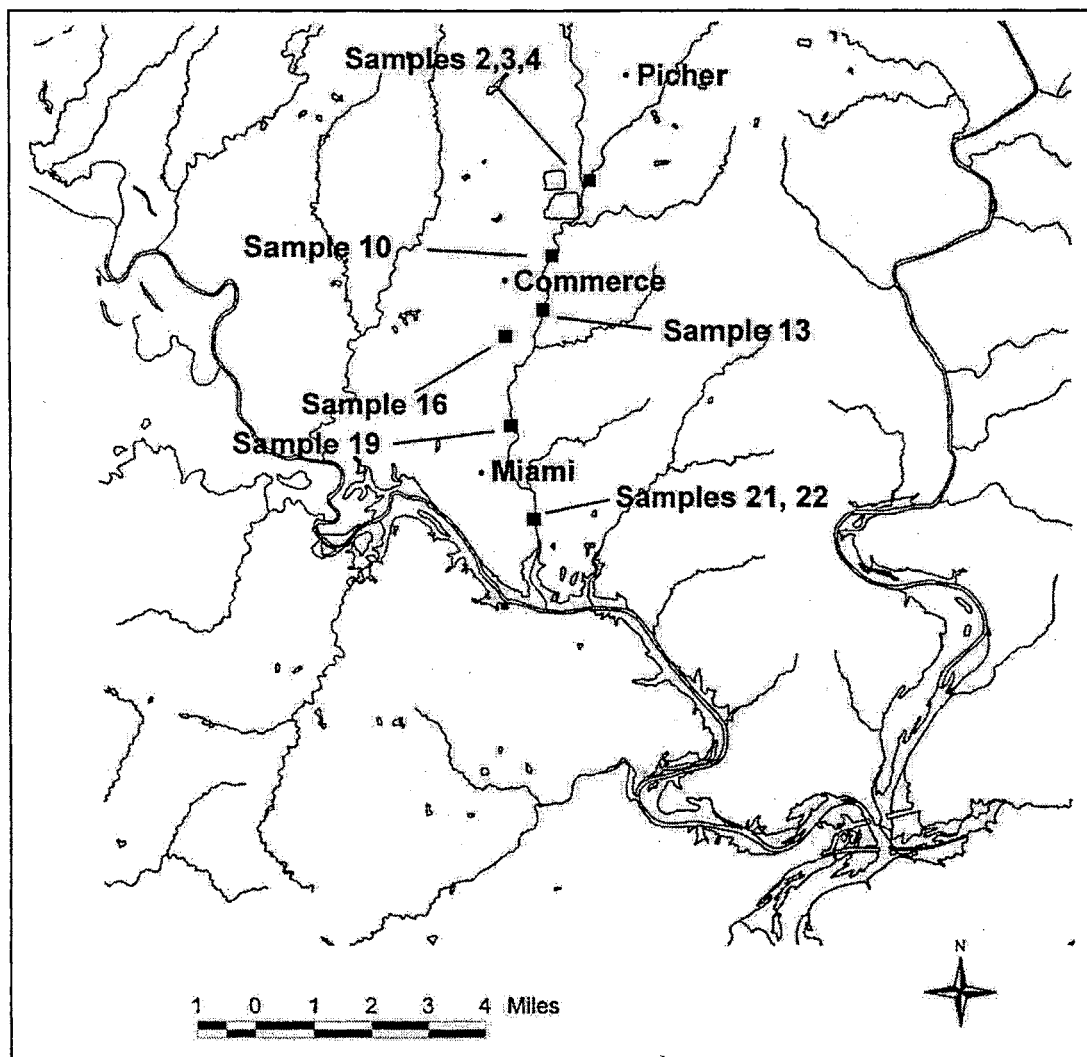 Samples 2,3,4
Picher
Sample 10
Commerce
Sample 13
Sample 16
Sample 19
Miami
Samples 21, 22
N
1 0 1 2 3 4 Miles